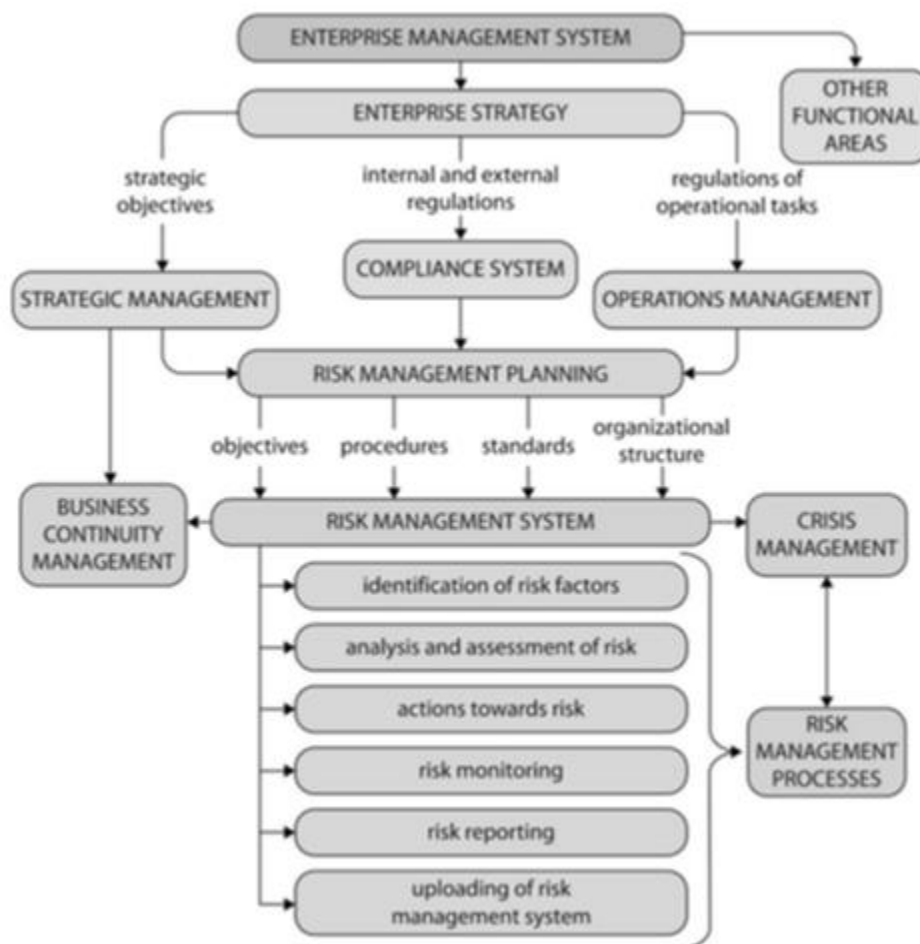 ENTERPRISE MANAGEMENT SYSTEM
OTHER
FUNCTIONAL
AREAS
ENTERPRISE STRATEGY
strategic
objectives
internal and external
regulations
regulations of
operational tasks
STRATEGIC MANAGEMENT
COMPLIANCE SYSTEM
OPERATIONS MANAGEMENT
RISK MANAGEMENT PLANNING
objectives
procedures
standards
organizational
structure
BUSINESS
CONTINUITY
MANAGEMENT
RISK MANAGEMENT SYSTEM
CRISIS
MANAGEMENT
identification of risk factors
analysis and assessment of risk
actions towards risk
risk monitoring
risk reporting
uploading of risk
management system
RISK
MANAGEMENT
PROCESSES